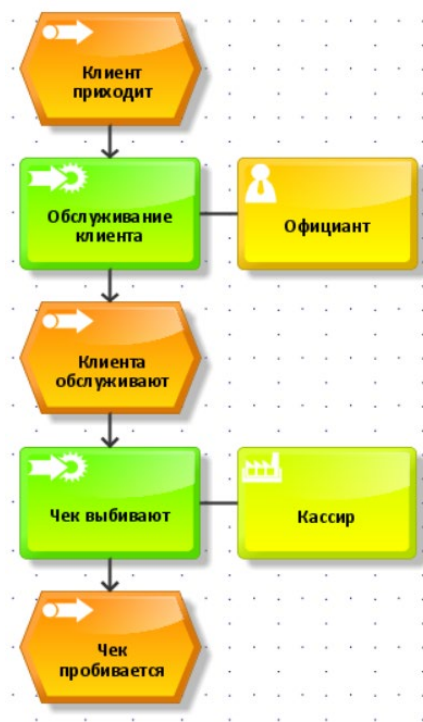 Клиент
приходит
Обслуживание
клиента
Официант
Клиента
обслуживают
Чек выбивают
Кассир
Чек
пробивается